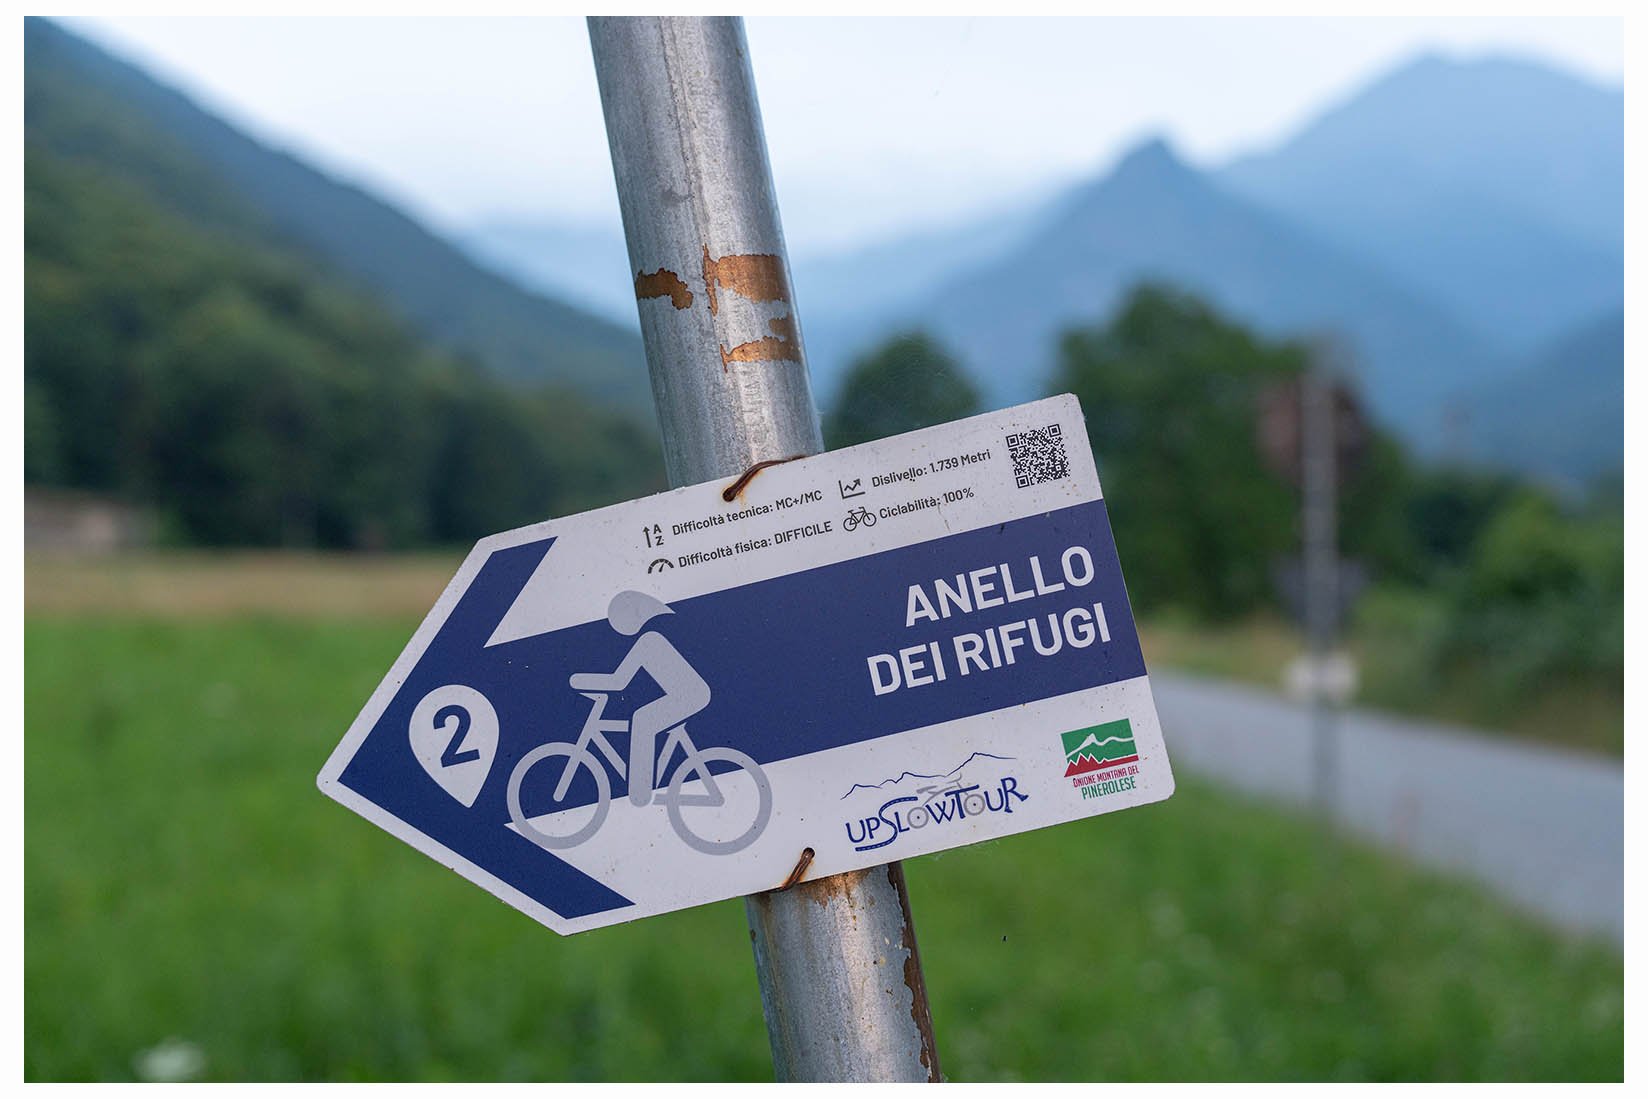 Difficoltà tecnica: MC+/MC
Dislivello: 1.739 Metri
Difficoltà fisica: DIFFICILE
Ciclabilità: 100%
ANELLO
DEI RIFUGI
2
UPSLOWTOUR
UNIONE MONTANA DEL
PINEROLESE